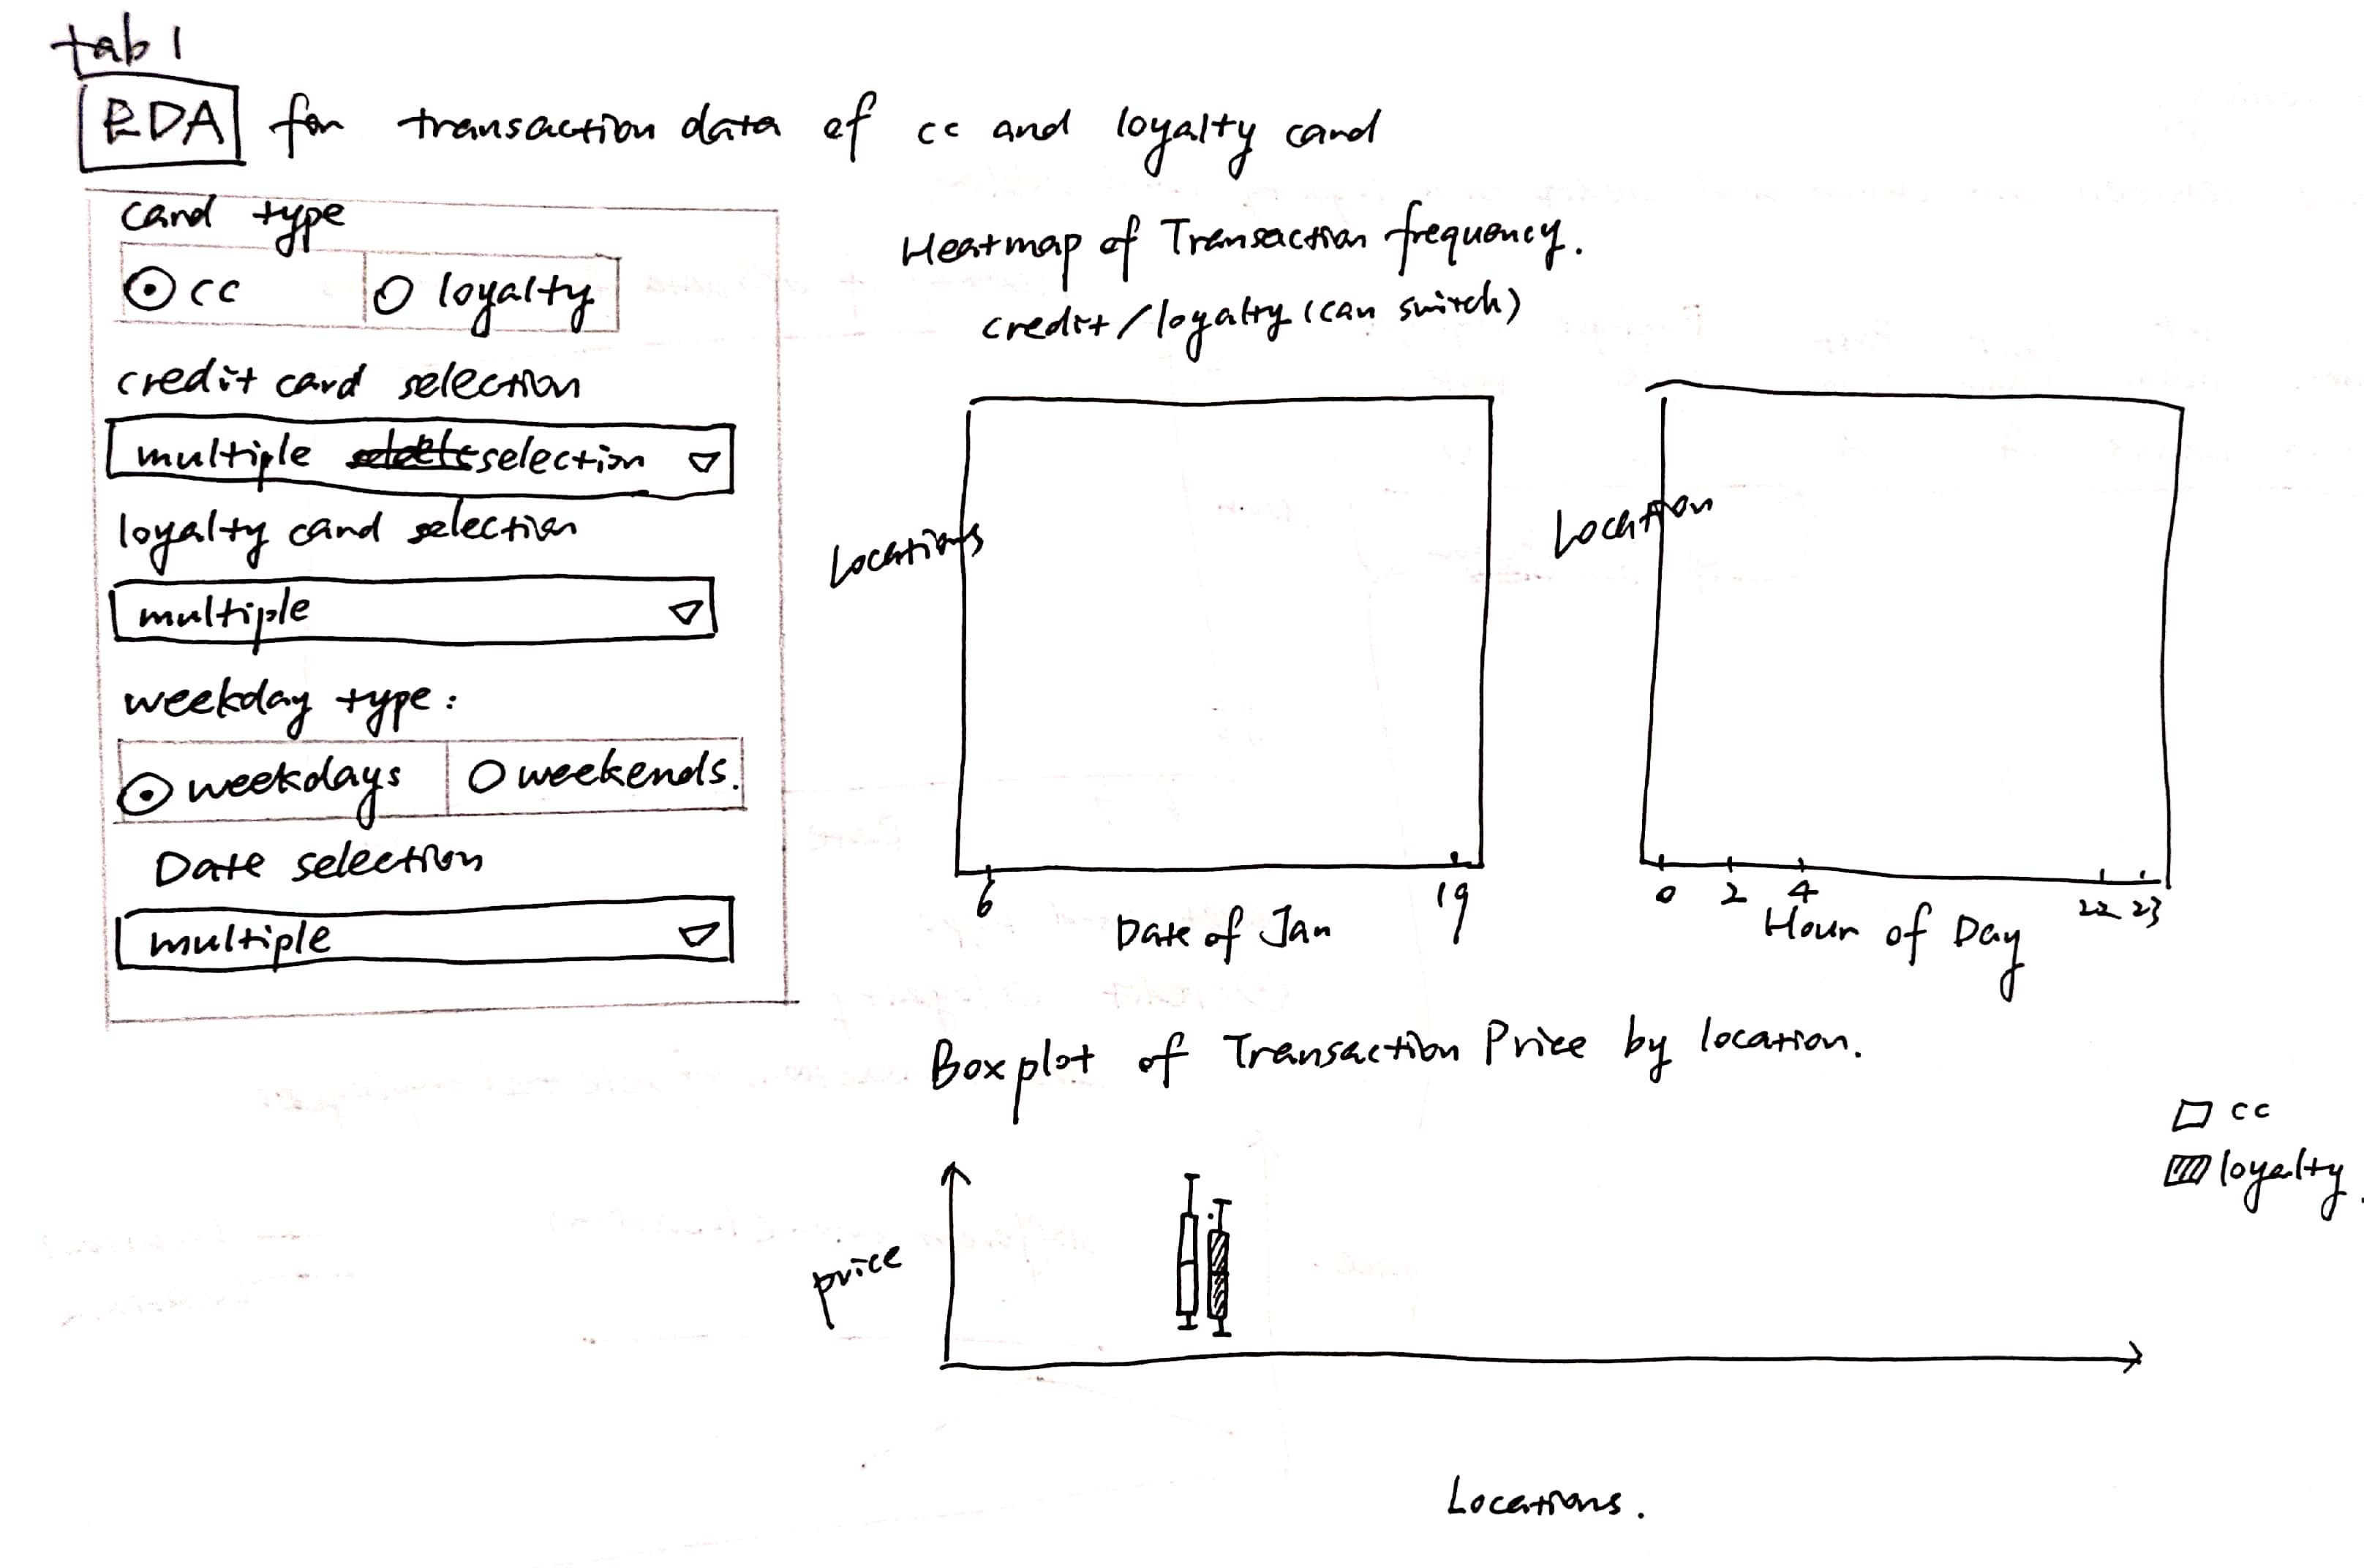 tab 1
EDA for transaction data of cc and loyalty card
card type
cc loyalty
credit card selection
multiple selection
loyalty card selection
multiple
weekday type:
weekdays weekends.
Date selection
multiple
Heatmap of Transaction frequency.
credit/loyalty (can switch)
Locations
6 19
Date of Jan
Location
0 2 4 22 23
Hour of Day
Boxplot of Transaction Price by location.
cc
loyalty.
price
Locations.